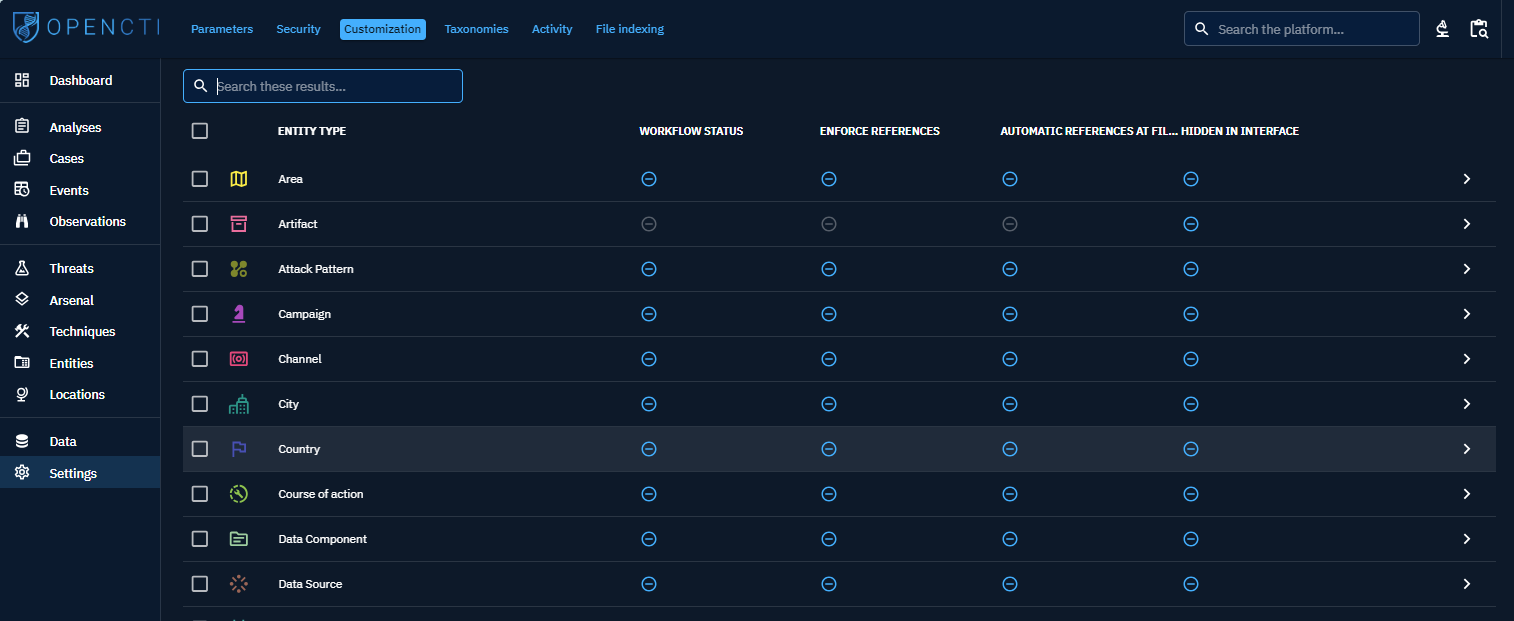 OPENCTI
Parameters
Security
Customization
Taxonomies
Activity
File indexing
Search the platform...
Dashboard
Analyses
Cases
Events
Observations
Threats
Arsenal
Techniques
Entities
Locations
Data
Settings
Search these results...
ENTITY TYPE WORKFLOW STATUS ENFORCE REFERENCES AUTOMATIC REFERENCES AT FIL... HIDDEN IN INTERFACE
Area
Artifact
Attack Pattern
Campaign
Channel
City
Country
Course of action
Data Component
Data Source